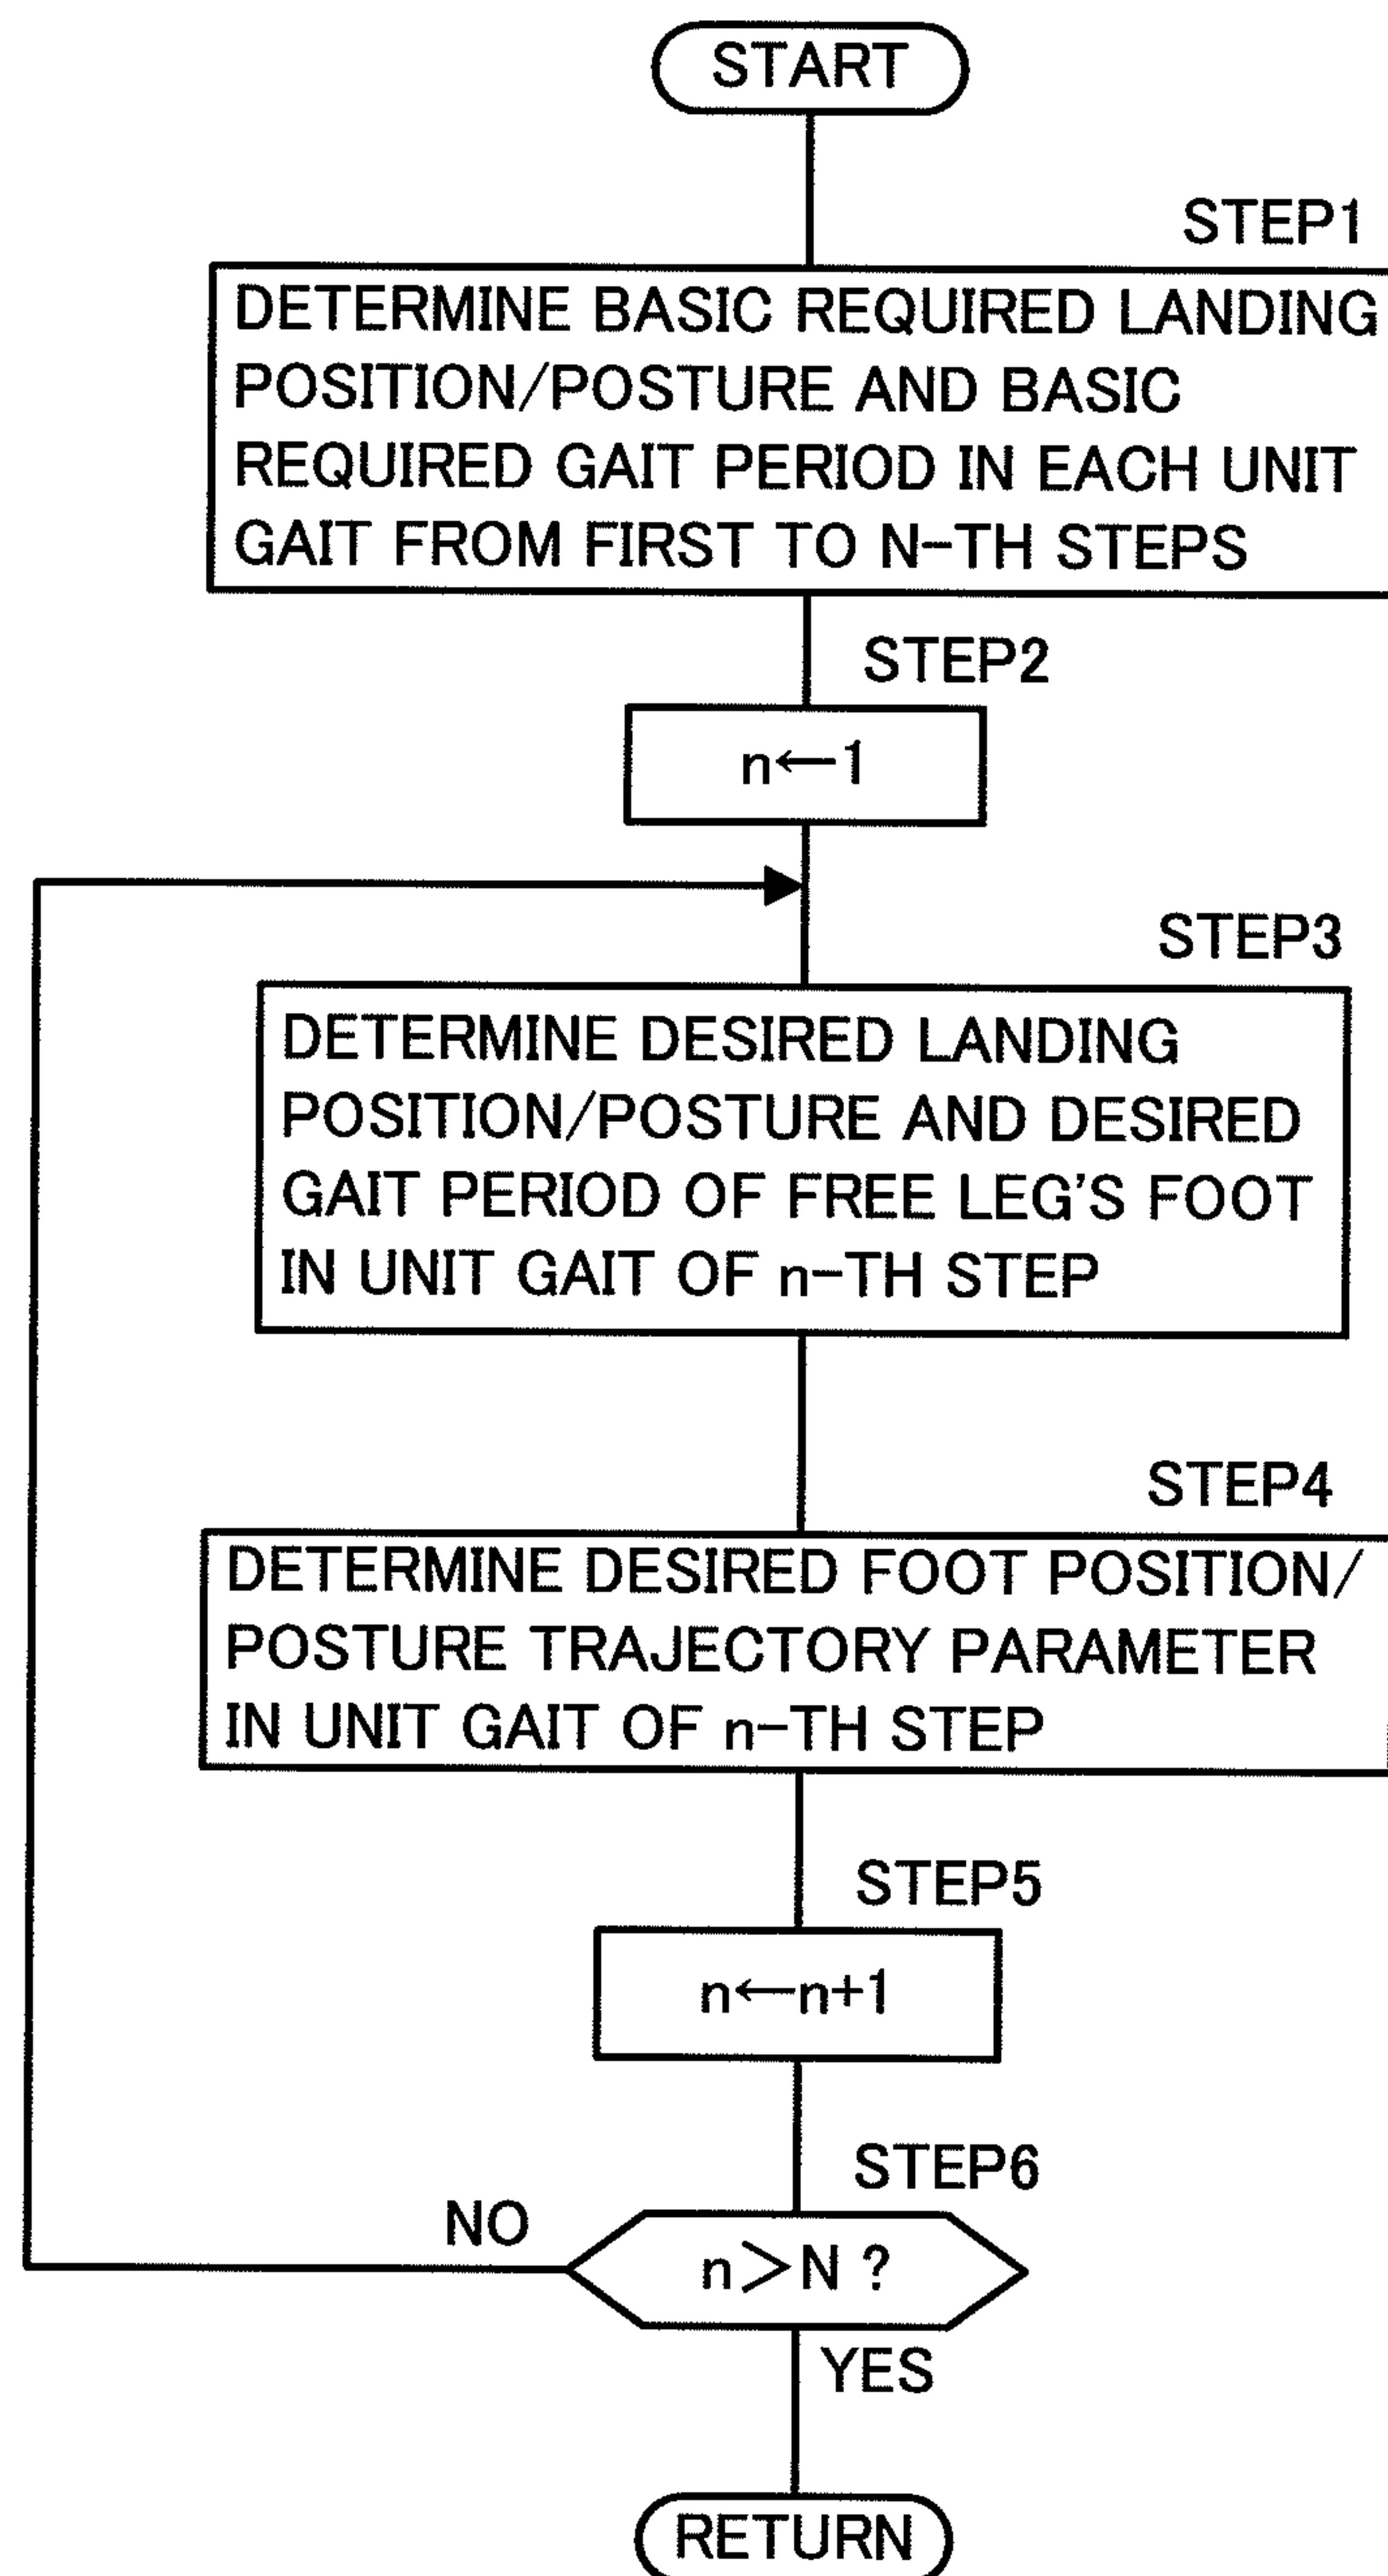 START
STEP1
DETERMINE BASIC REQUIRED LANDING
POSITION/POSTURE AND BASIC
REQUIRED GAIT PERIOD IN EACH UNIT
GAIT FROM FIRST TO N-TH STEPS
STEP2
n←1
STEP3
DETERMINE DESIRED LANDING
POSITION/POSTURE AND DESIRED
GAIT PERIOD OF FREE LEG'S FOOT
IN UNIT GAIT OF n-TH STEP
STEP4
DETERMINE DESIRED FOOT POSITION/
POSTURE TRAJECTORY PARAMETER
IN UNIT GAIT OF n-TH STEP
STEP5
n←n+1
STEP6
NO
n>N ?
YES
RETURN